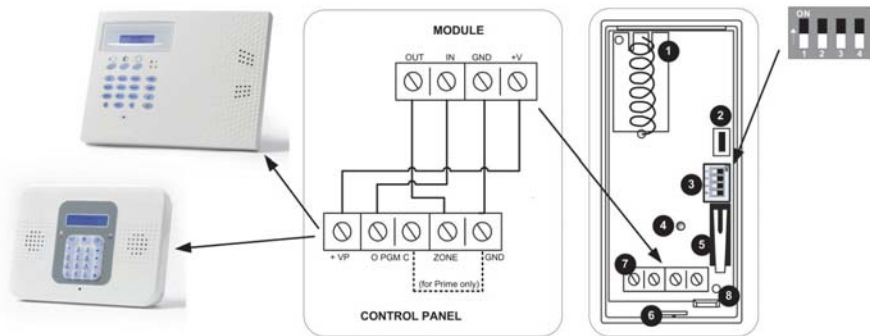 MODULE
OUT IN GND +V
+ VP O PGM C ZONE GND
(for Prime only)
CONTROL PANEL
1
2
3
4
5
7
8
6
ON
1 2 3 4